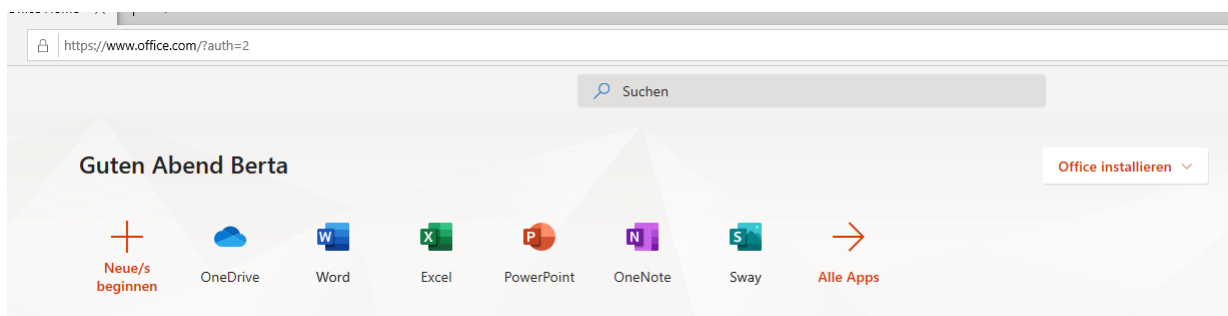 https://www.office.com/?auth=2
Suchen
Guten Abend Berta
Office installieren
Neue/s
beginnen
OneDrive
Word
Excel
PowerPoint
OneNote
Sway
Alle Apps